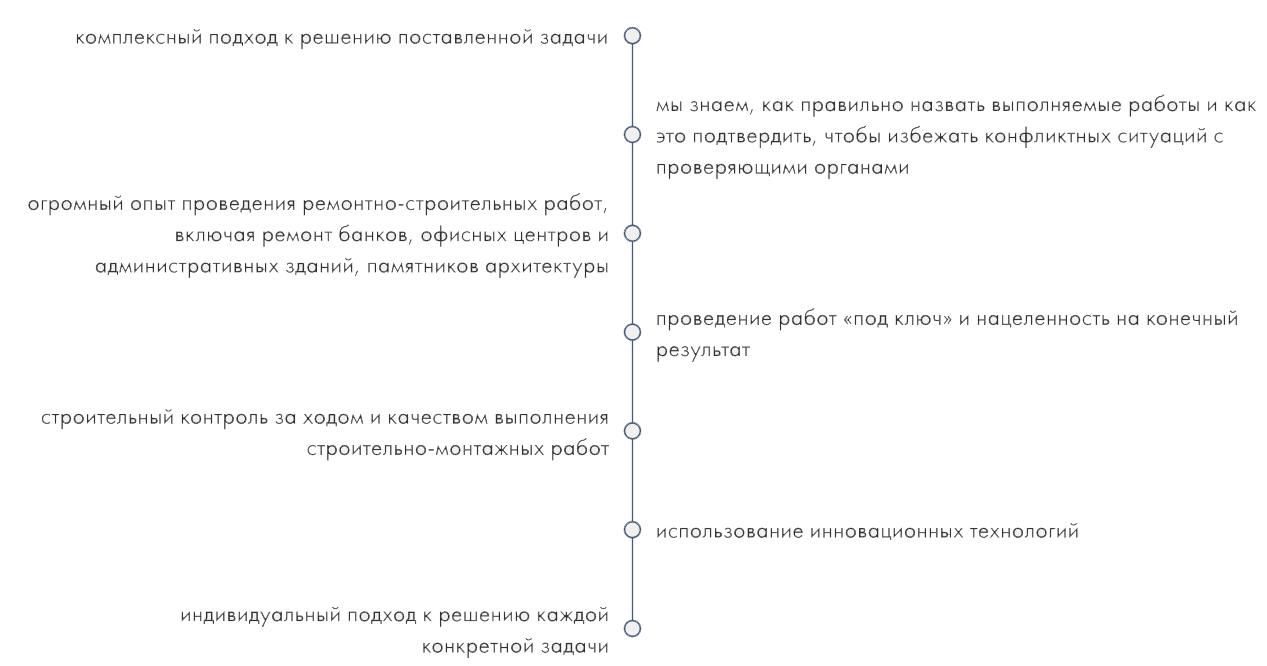 комплексный подход к решению поставленной задачи
мы знаем, как правильно назвать выполняемые работы и как
это подтвердить, чтобы избежать конфликтных ситуаций с
проверяющими органами
огромный опыт проведения ремонтно-строительных работ,
включая ремонт банков, офисных центров и
административных зданий, памятников архитектуры
проведение работ «под ключ» и нацеленность на конечный
результат
строительный контроль за ходом и качеством выполнения
строительно-монтажных работ
использование инновационных технологий
индивидуальный подход к решению каждой
конкретной задачи